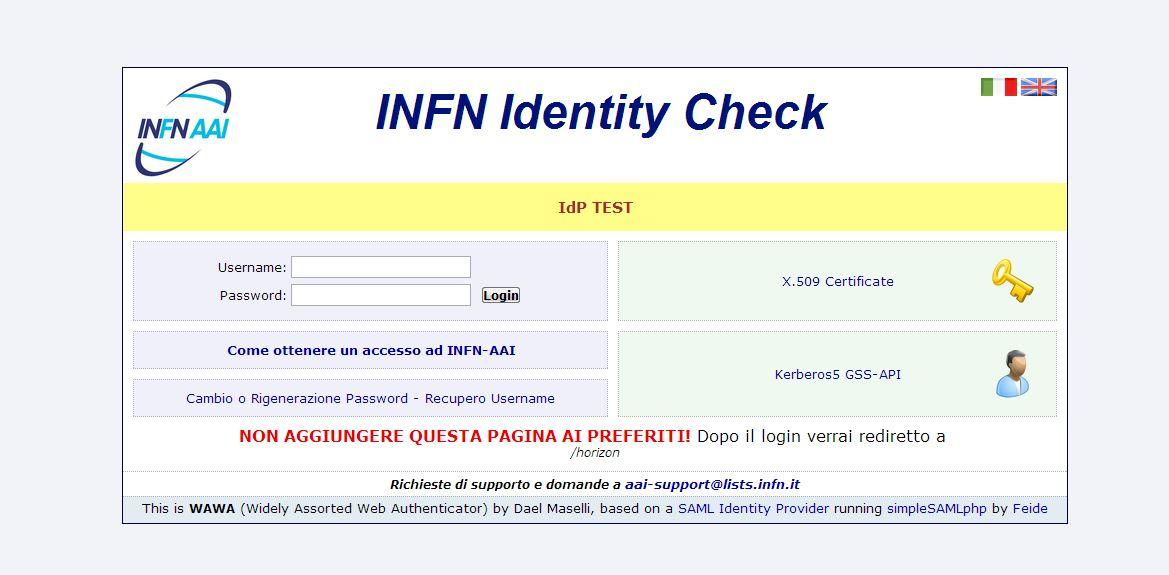 INFN AAI
INFN Identity Check
IdP TEST
Username:
Password:
Login
X.509 Certificate
Come ottenere un accesso ad INFN-AAI
Kerberos5 GSS-API
Cambio o Rigenerazione Password - Recupero Username
NON AGGIUNGERE QUESTA PAGINA AI PREFERITI! Dopo il login verrai rediretto a
/horizon
Richieste di supporto e domande a aai-support@lists.infn.it
This is WAWA (Widely Assorted Web Authenticator) by Dael Maselli, based on a SAML Identity Provider running simpleSAMLphp by Feide